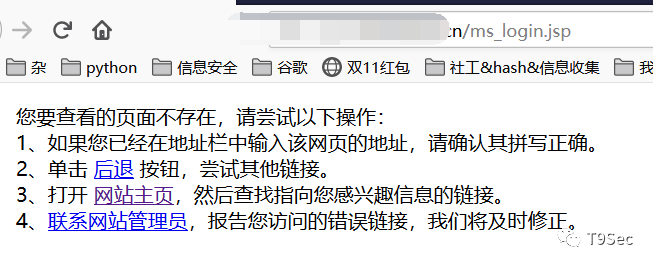 cn/ms_login.jsp
杂 python 信息安全 谷歌 双11红包 社工&hash&信息收集 我
您要查看的页面不存在，请尝试以下操作：
1、如果您已经在地址栏中输入该网页的地址，请确认其拼写正确。
2、单击 后退 按钮，尝试其他链接。
3、打开 网站主页，然后查找指向您感兴趣信息的链接。
4、联系网站管理员，报告您访问的错误链接，我们将及时修正。
T9Sec